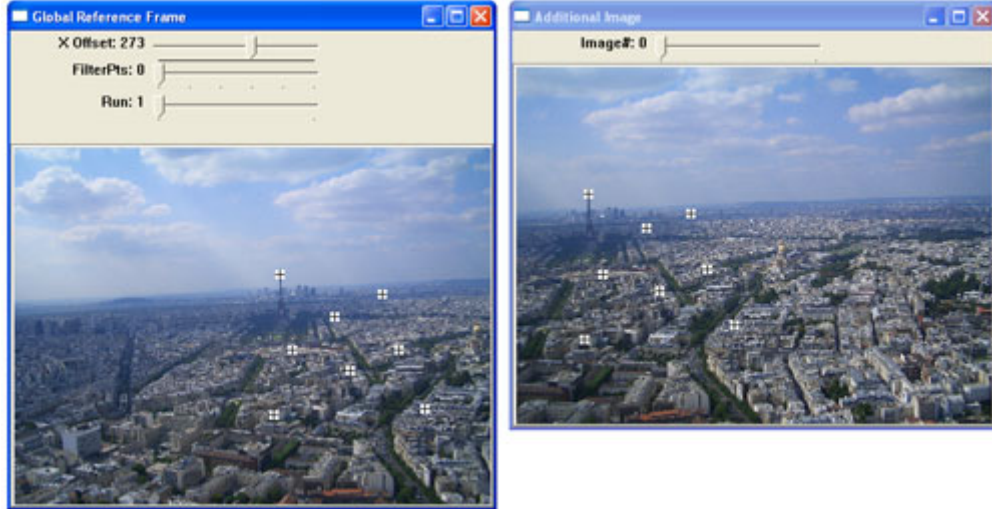 Global Reference Frame
X Offset: 273
FilterPts: 0
Run: 1
Additional Image
Image#: 0